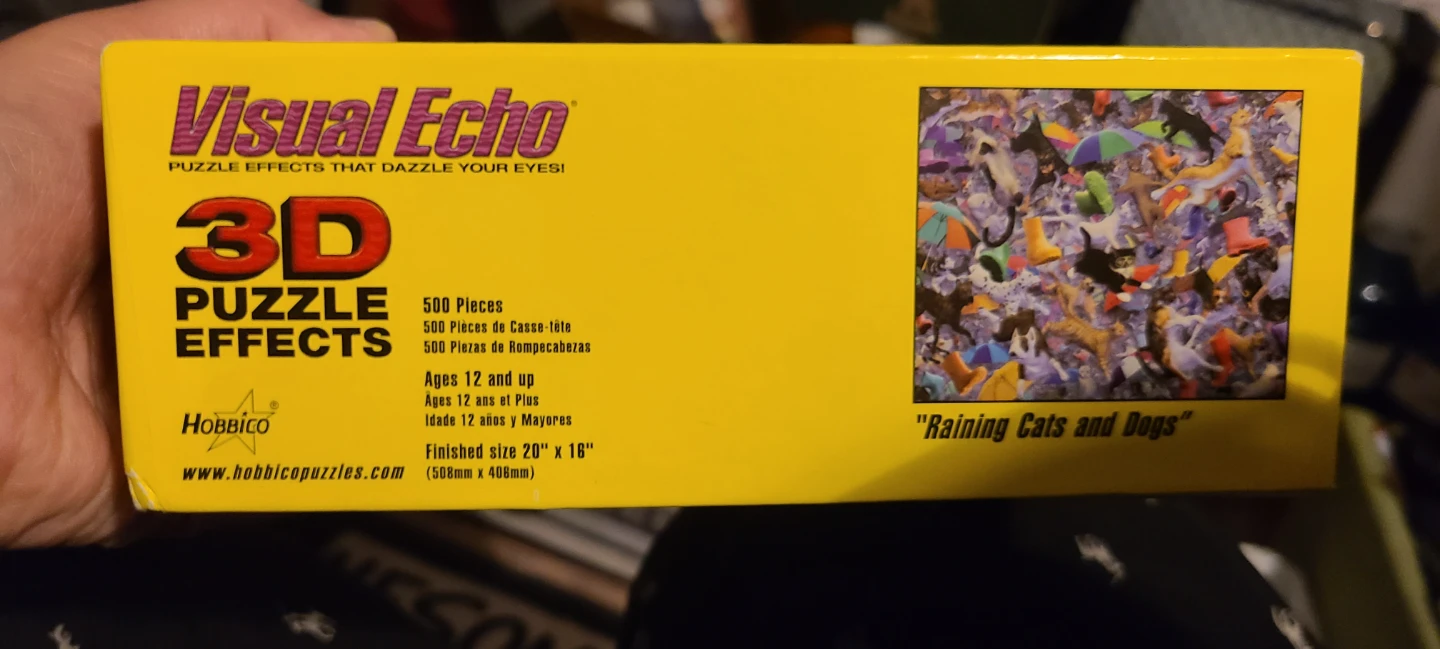 Visual Echo®
PUZZLE EFFECTS THAT DAZZLE YOUR EYES!
3D
PUZZLE
EFFECTS
500 Pieces
500 Pièces de Casse-tête
500 Piezas de Rompecabezas
Ages 12 and up
Âges 12 ans et Plus
Idade 12 años y Mayores
Finished size 20" x 16"
(508mm x 406mm)
HOBBICO®
www.hobbicopuzzles.com
"Raining Cats and Dogs"